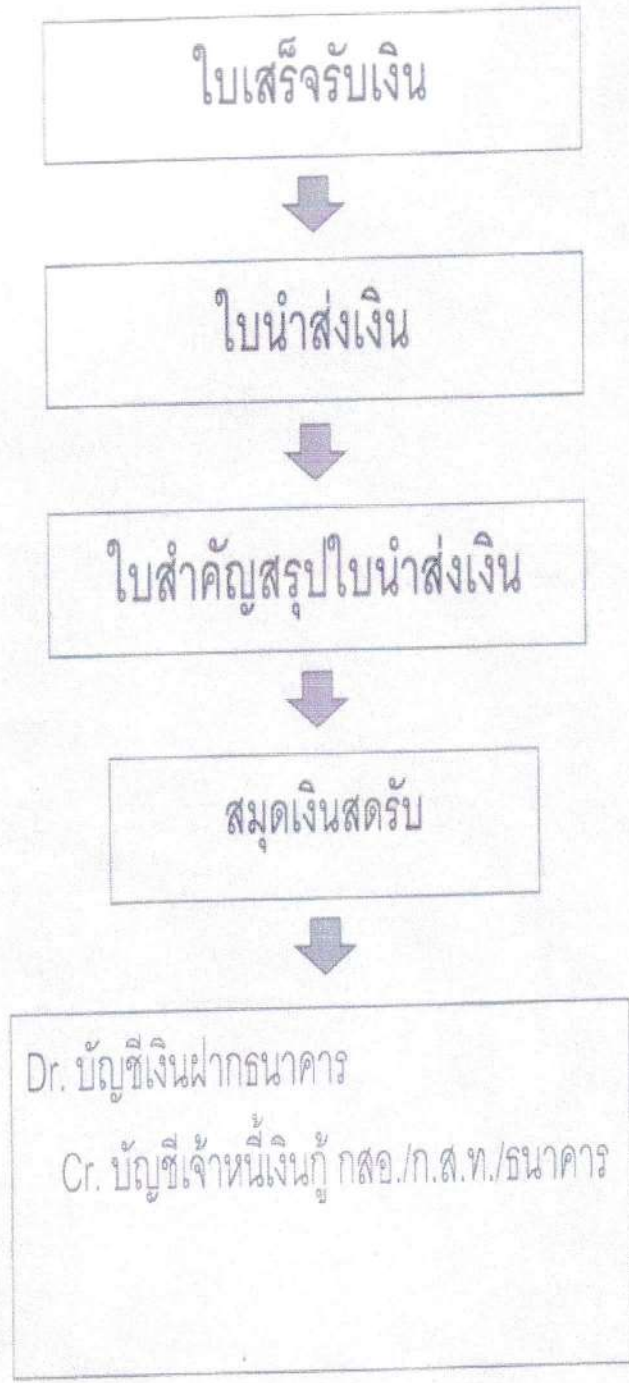 ใบเสร็จรับเงิน
ใบนำส่งเงิน
ใบสำคัญสรุปใบนำส่งเงิน
สมุดเงินสดรับ
Dr. บัญชีเงินฝากธนาคาร
Cr. บัญชีเจ้าหนี้เงินกู้ กสอ./ก.ส.ท./ธนาคาร